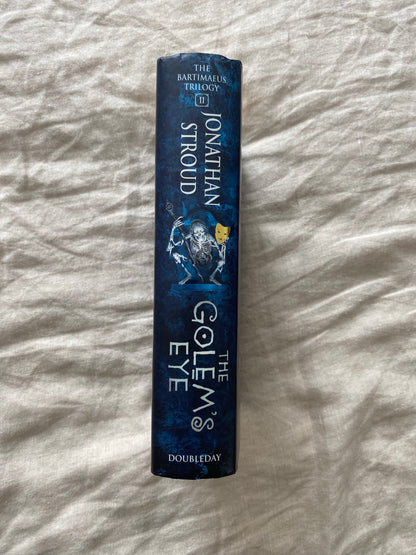 THE
BARTIMAEUS
TRILOGY
II
JONATHAN
STROUD
THE
GOLEM'S
EYE
DOUBLEDAY